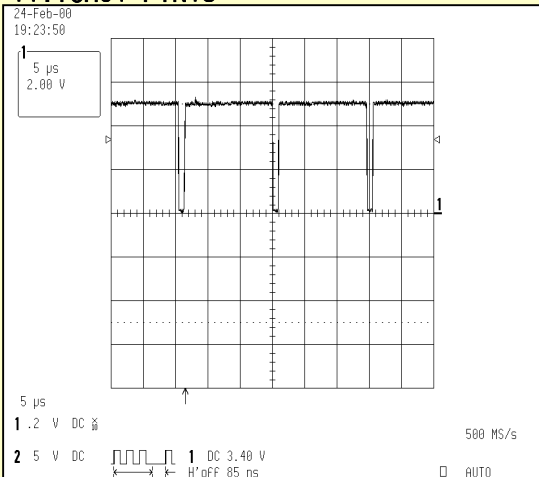 24-Feb-00
19:23:50
1
5 µs
2.00 V
1
5 µs
1 .2 V DC
2 5 V DC
1 DC 3.40 V
H'off 85 ns
500 MS/s
AUTO